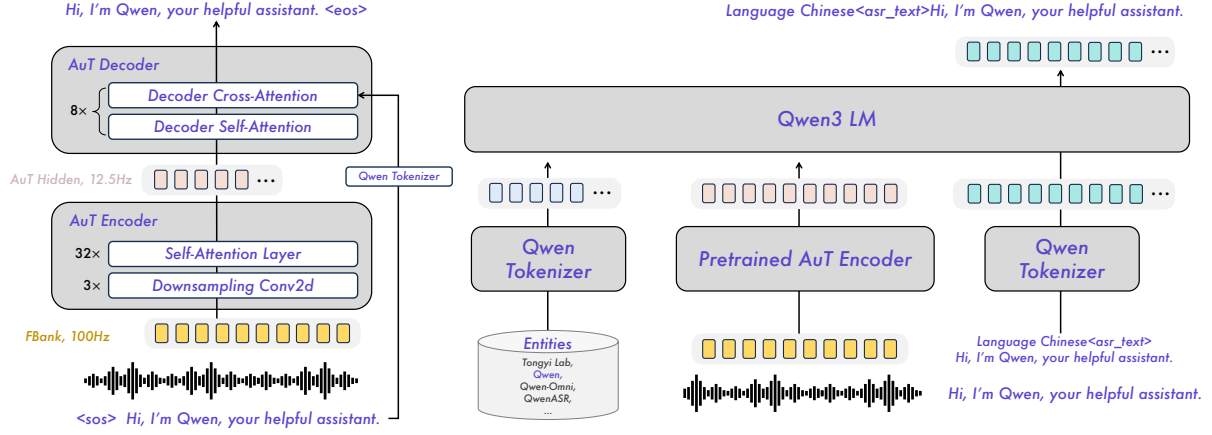 Hi, I'm Qwen, your helpful assistant. <eos>
AuT Decoder
8×
Decoder Cross-Attention
Decoder Self-Attention
AuT Hidden, 12.5Hz
...
Qwen Tokenizer
AuT Encoder
32×
Self-Attention Layer
3×
Downsampling Conv2d
FBank, 100Hz
<sos> Hi, I'm Qwen, your helpful assistant.
Language Chinese<asr_text>Hi, I'm Qwen, your helpful assistant.
...
Qwen3 LM
...
...
Qwen
Tokenizer
Pretrained AuT Encoder
Qwen
Tokenizer
Entities
Tongyi Lab,
Qwen,
Qwen-Omni,
QwenASR,
...
Language Chinese<asr_text>
Hi, I'm Qwen, your helpful assistant.
Hi, I'm Qwen, your helpful assistant.